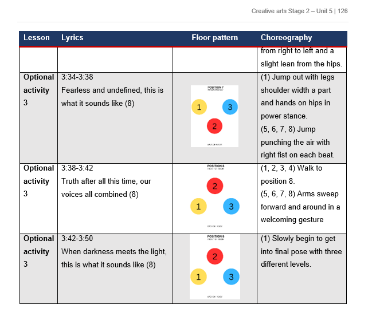 Creative arts Stage 2 – Unit 5 | 126
Lesson Lyrics Floor pattern Choreography
from right to left and a
slight lean from the hips.
Optional 3:34-3:38 (1) Jump out with legs
activity Fearless and undefined, this is shoulder width a part
3 what it sounds like (8) and hands on hips in
power stance.
(5, 6, 7, 8) Jump
punching the air with
right fist on each beat.
1 3
2
Optional 3:38-3:42 (1, 2, 3, 4) Walk to
activity Truth after all this time, our position 8.
3 voices all combined (8) (5, 6, 7, 8) Arms sweep
forward and around in a
welcoming gesture
2
1 3
Optional 3:42-3:50 (1) Slowly begin to get
activity When darkness meets the light, into final pose with three
3 this is what it sounds like (8) different levels.
2
1 3